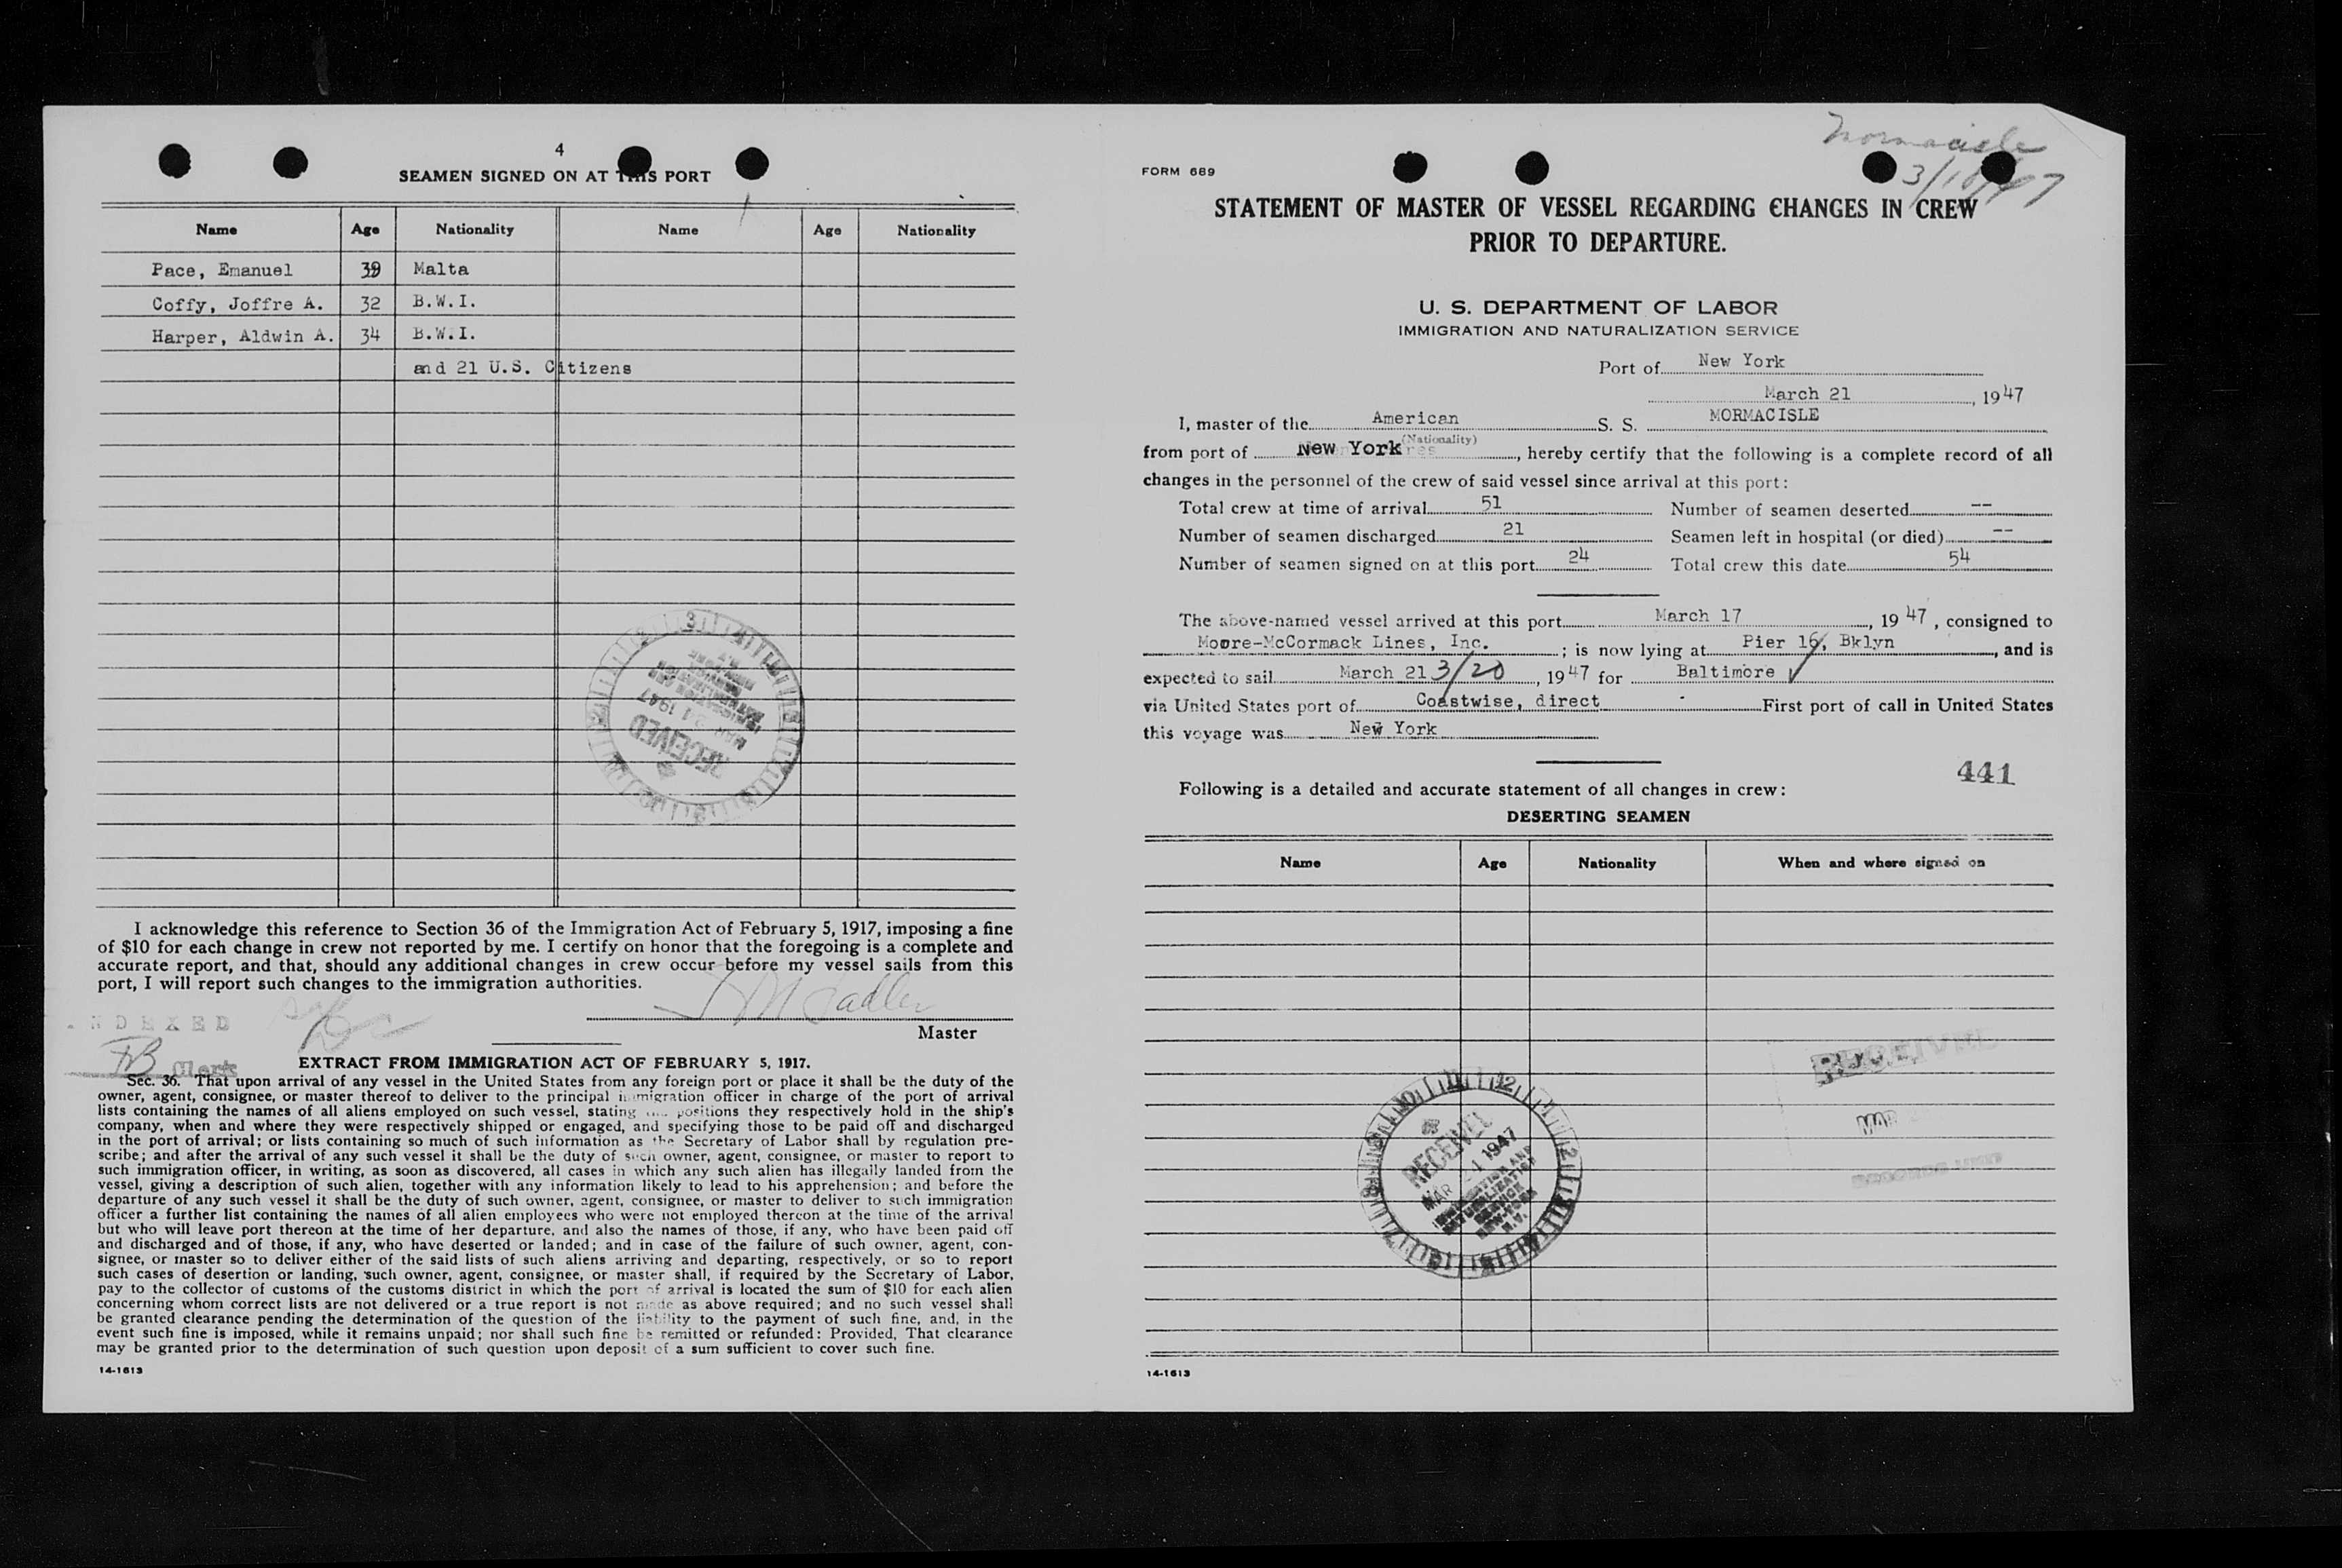 4
SEAMEN SIGNED ON AT THIS PORT
Name Age Nationality Name Age Nationality
Pace, Emanuel 39 Malta
Coffy, Joffre A. 32 B.W.I.
Harper, Aldwin A. 34 B.W.I.
and 21 U.S. Citizens
RECEIVED
MAR 21 1947
I acknowledge this reference to Section 36 of the Immigration Act of February 5, 1917, imposing a fine
of $10 for each change in crew not reported by me. I certify on honor that the foregoing is a complete and
accurate report, and that, should any additional changes in crew occur before my vessel sails from this
port, I will report such changes to the immigration authorities.
Master
INDEXED
Clerk
EXTRACT FROM IMMIGRATION ACT OF FEBRUARY 5, 1917.
Sec. 36. That upon arrival of any vessel in the United States from any foreign port or place it shall be the duty of the
owner, agent, consignee, or master thereof to deliver to the principal immigration officer in charge of the port of arrival
lists containing the names of all aliens employed on such vessel, stating the positions they respectively hold in the ship's
company, when and where they were respectively shipped or engaged, and specifying those to be paid off and discharged
in the port of arrival; or lists containing so much of such information as the Secretary of Labor shall by regulation pre-
scribe; and after the arrival of any such vessel it shall be the duty of such owner, agent, consignee, or master to report to
such immigration officer, in writing, as soon as discovered, all cases in which any such alien has illegally landed from the
vessel, giving a description of such alien, together with any information likely to lead to his apprehension; and before the
departure of any such vessel it shall be the duty of such owner, agent, consignee, or master to deliver to such immigration
officer a further list containing the names of all alien employees who were not employed thereon at the time of the arrival
but who will leave port thereon at the time of her departure, and also the names of those, if any, who have been paid off
and discharged and of those, if any, who have deserted or landed; and in case of the failure of such owner, agent, con-
signee, or master so to deliver either of the said lists of such aliens arriving and departing, respectively, or so to report
such cases of desertion or landing, such owner, agent, consignee, or master shall, if required by the Secretary of Labor,
pay to the collector of customs of the customs district in which the port of arrival is located the sum of $10 for each alien
concerning whom correct lists are not delivered or a true report is not made as above required; and no such vessel shall
be granted clearance pending the determination of the question of the liability to the payment of such fine, and, in the
event such fine is imposed, while it remains unpaid; nor shall such fine be remitted or refunded: Provided, That clearance
may be granted prior to the determination of such question upon deposit of a sum sufficient to cover such fine.
14-1613
Mormacisle
FORM 689
STATEMENT OF MASTER OF VESSEL REGARDING CHANGES IN CREW
PRIOR TO DEPARTURE.
U. S. DEPARTMENT OF LABOR
IMMIGRATION AND NATURALIZATION SERVICE
Port of New York
March 21, 1947
I, master of the American S. S. MORMACISLE
(Nationality)
from port of New York, hereby certify that the following is a complete record of all
changes in the personnel of the crew of said vessel since arrival at this port:
Total crew at time of arrival 51 Number of seamen deserted --
Number of seamen discharged 21 Seamen left in hospital (or died) --
Number of seamen signed on at this port 24 Total crew this date 54
The above-named vessel arrived at this port March 17, 1947, consigned to
Moore-McCormack Lines, Inc.; is now lying at Pier 16, Bklyn, and is
expected to sail March 21 3/20, 1947 for Baltimore
via United States port of Coastwise, direct First port of call in United States
this voyage was New York
441
Following is a detailed and accurate statement of all changes in crew:
DESERTING SEAMEN
Name Age Nationality When and where signed on
RECEIVED
MAR
RECEIVED
MAR 21 1947
IMMIGRATION AND
NATURALIZATION
SERVICE
NEW YORK
N.Y.
14-1613